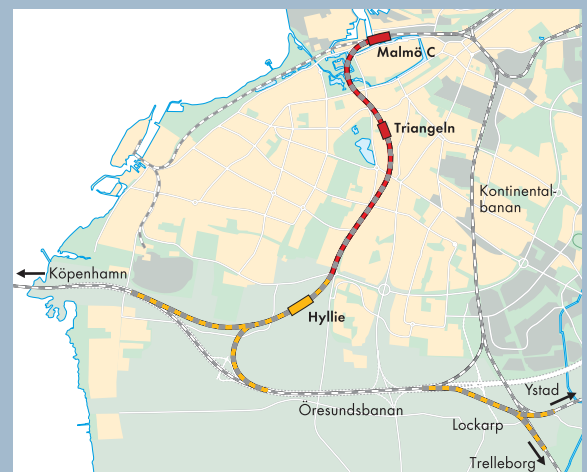 Malmö C
Triangeln
Kontinental-
banan
Köpenhamn
Hyllie
Ystad
Öresundsbanan
Lockarp
Trelleborg